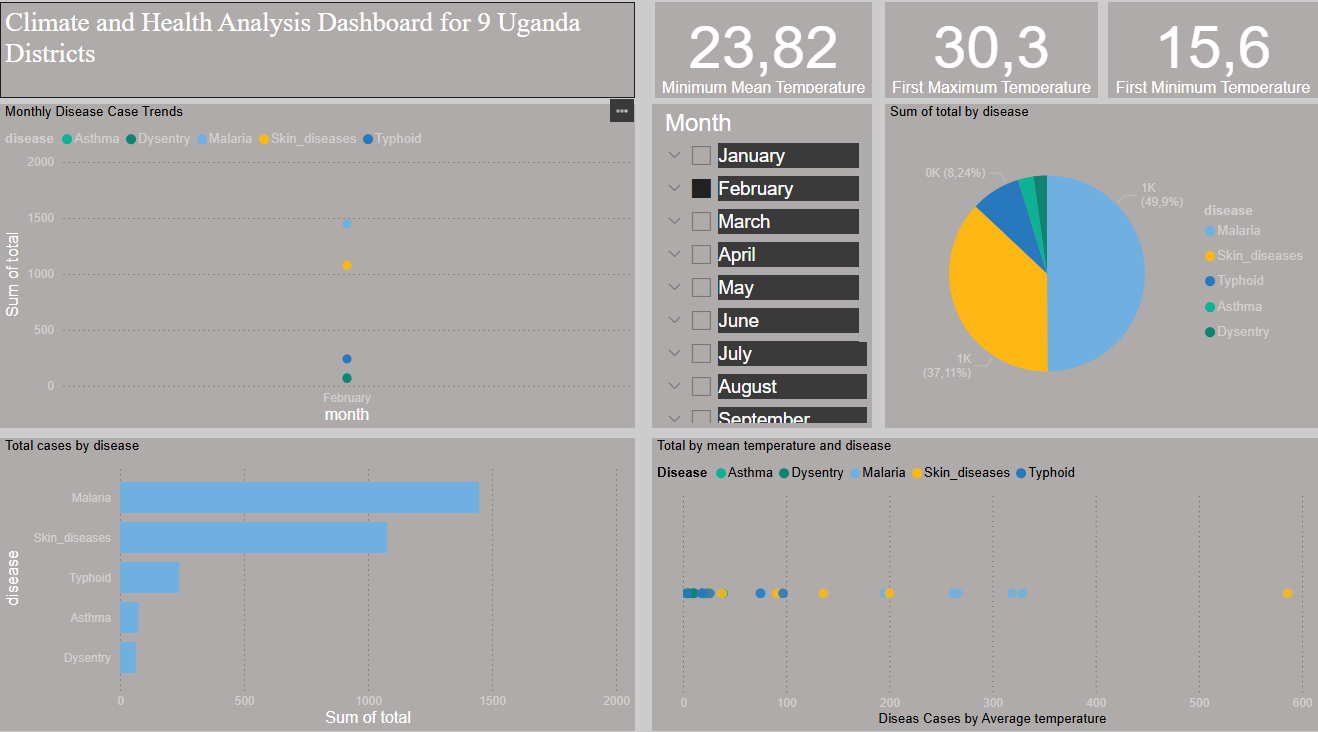 Climate and Health Analysis Dashboard for 9 Uganda
Districts
23,82
Minimum Mean Temperature
30,3
First Maximum Temperature
15,6
First Minimum Temperature
Monthly Disease Case Trends
disease Asthma Dysentry Malaria Skin_diseases Typhoid
2000
1500
1000
500
0
Sum of total
February
month
Month
January
February
March
April
May
June
July
August
September
Sum of total by disease
0K (8,24%)
1K
(49,9%)
1K
(37,11%)
disease
Malaria
Skin_diseases
Typhoid
Asthma
Dysentry
Total cases by disease
disease
Malaria
Skin_diseases
Typhoid
Asthma
Dysentry
0 500 1000 1500 2000
Sum of total
Total by mean temperature and disease
Disease Asthma Dysentry Malaria Skin_diseases Typhoid
0 100 200 300 400 500 600
Diseas Cases by Average temperature